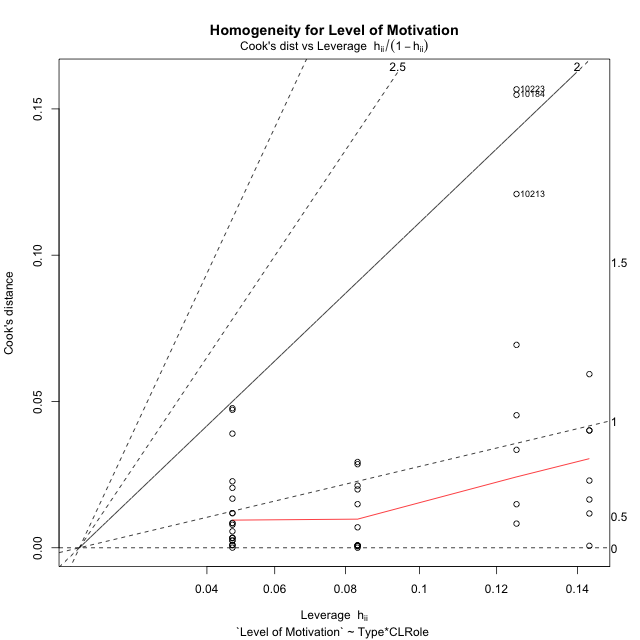 Homogeneity for Level of Motivation
Cook's dist vs Leverage hii/(1 − hii)
2.5
2
10223
10184
10213
1.5
1
0.5
0
0.15
0.10
0.05
0.00
Cook's distance
0.04 0.06 0.08 0.1 0.12 0.14
Leverage hii
`Level of Motivation` ~ Type*CLRole